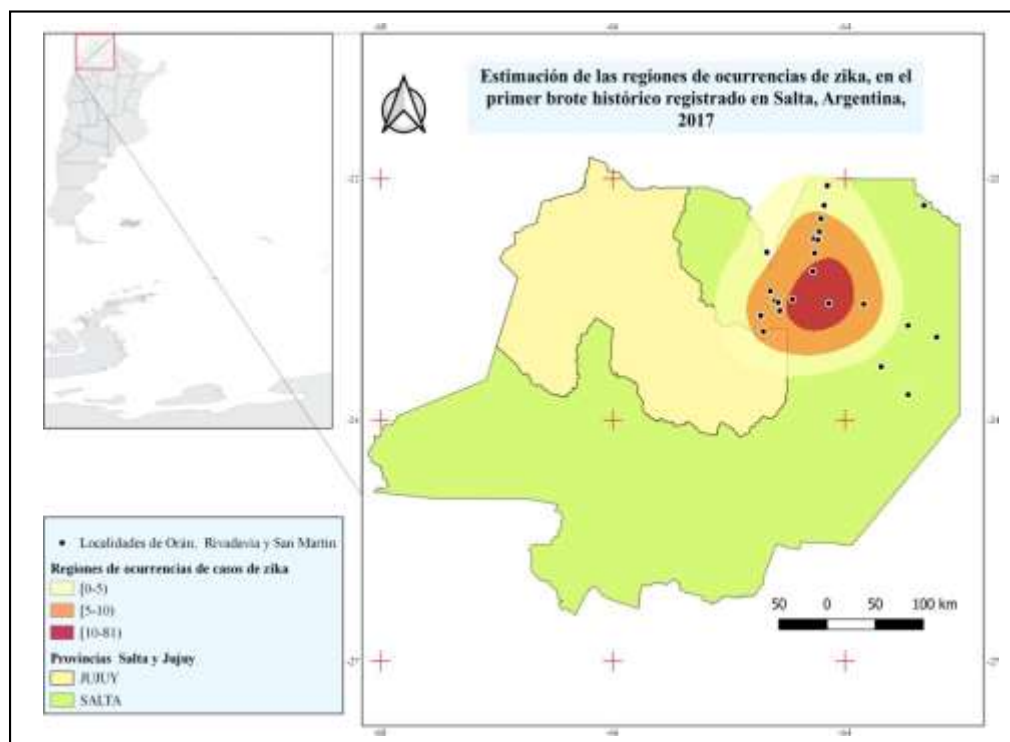 Estimación de las regiones de ocurrencias de zika, en el
primer brote histórico registrado en Salta, Argentina,
2017
Localidades de Orán, Rivadavia y San Martín
Regiones de ocurrencias de casos de zika
[0-5)
[5-10)
[10-81)
Provincias Salta y Jujuy
JUJUY
SALTA
50 0 50 100 km